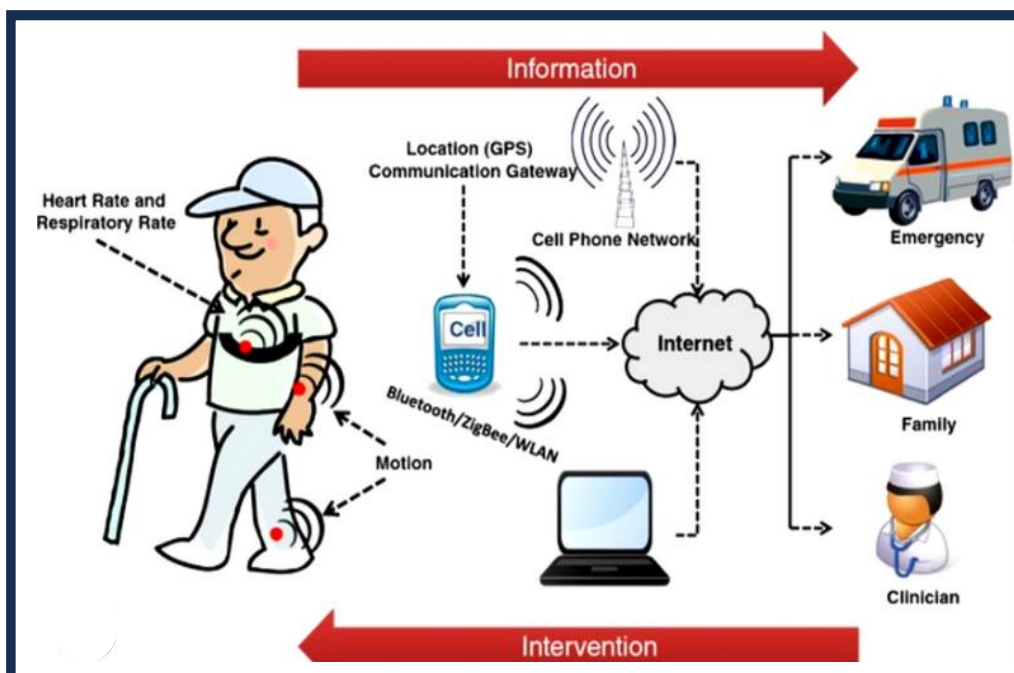 Information
Location (GPS)
Communication Gateway
Heart Rate and
Respiratory Rate
Cell Phone Network
Emergency
Cell
Internet
Bluetooth/ZigBee/WLAN
Family
Motion
Clinician
Intervention